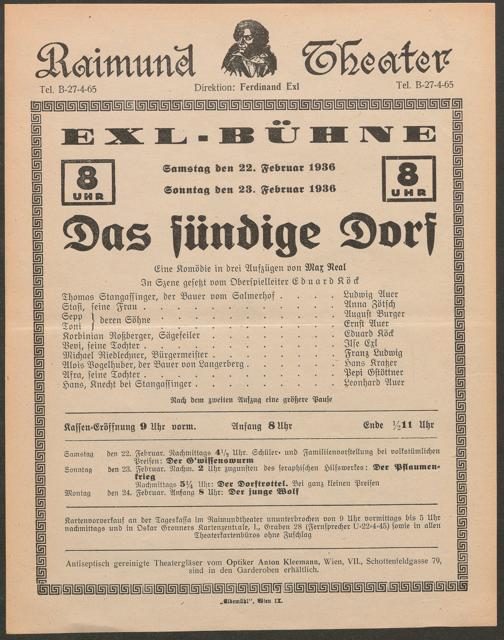 Raimund Theater
Tel. B-27-4-65 Direktion: Ferdinand Exl Tel. B-27-4-65
EXL-BÜHNE
8 UHR
Samstag den 22. Februar 1936
Sonntag den 23. Februar 1936
8 UHR
Das sündige Dorf
Eine Komödie in drei Aufzügen von Max Neal
In Szene gesetzt vom Oberspielleiter Eduard Köck
Thomas Stangassinger, der Bauer vom Salmerhof . . . . Ludwig Auer
Stasi, seine Frau . . . . Anna Zötsch
Sepp } deren Söhne . . . . August Burger
Toni } . . . . Ernst Auer
Korbinian Roßberger, Sägefeiler . . . . Eduard Köck
Vevi, seine Tochter . . . . Ilse Exl
Michael Riedlechner, Bürgermeister . . . . Franz Ludwig
Alois Vogelhuber, der Bauer von Langerberg . . . . Hans Kratzer
Afra, seine Tochter . . . . Pepi Gstöttner
Hans, Knecht bei Stangassinger . . . . Leonhard Auer
Nach dem zweiten Aufzug eine größere Pause
Kassen-Eröffnung 9 Uhr vorm. Anfang 8 Uhr Ende ½11 Uhr
Samstag den 22. Februar. Nachmittags 4½ Uhr. Schüler- und Familienvorstellung bei volkstümlichen
Preisen: Der G'wissenswurm
Sonntag den 23. Februar. Nachm. 2 Uhr zugunsten des seraphischen Hilfswerkes: Der Pflaumen-
krieg
Nachmittags 5¼ Uhr: Der Dorftrottel. Bei ganz kleinen Preisen
Montag den 24. Februar. Anfang 8 Uhr: Der junge Wolf
Kartenvorverkauf an der Tageskassa im Raimundtheater ununterbrochen von 9 Uhr vormittags bis 5 Uhr
nachmittags und in Oskar Gronners Kartenzentrale, I., Graben 28 (Fernsprecher U-22-4-45) sowie in allen
Theaterkartenbüros ohne Zuschlag
Antiseptisch gereinigte Theatergläser vom Optiker Anton Kleemann, Wien, VII., Schottenfeldgasse 79,
sind in den Garderoben erhältlich.
„Elbemühl", Wien IX.